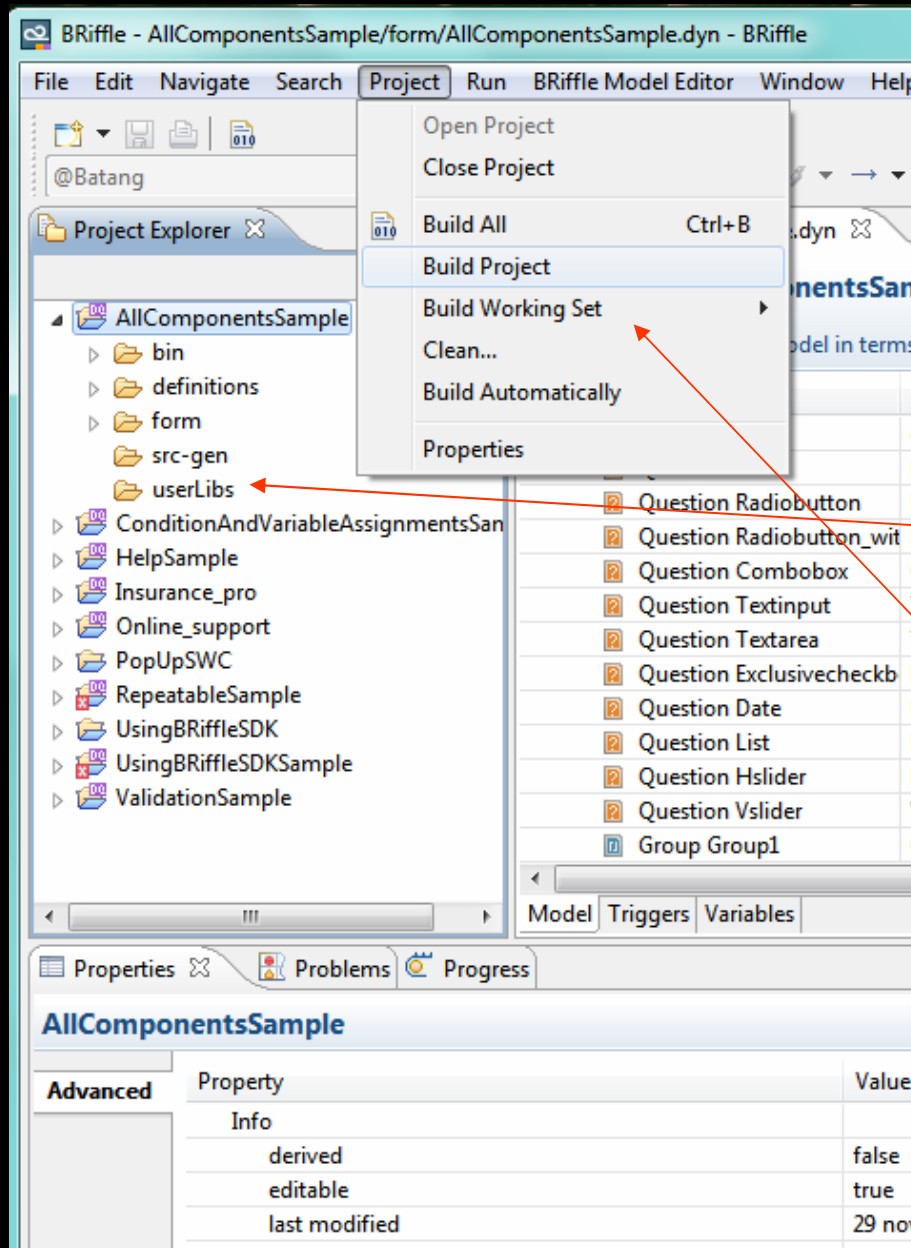 BRiffle - AllComponentsSample/form/AllComponentsSample.dyn - BRiffle
File Edit Navigate Search Project Run BRiffle Model Editor Window Help
@Batang
Open Project
Close Project
Build All Ctrl+B
Build Project
Build Working Set
Clean...
Build Automatically
Properties
Project Explorer
AllComponentsSample
bin
definitions
form
src-gen
userLibs
ConditionAndVariableAssignmentsSam
HelpSample
Insurance_pro
Online_support
PopUpSWC
RepeatableSample
UsingBRiffleSDK
UsingBRiffleSDKSample
ValidationSample
.dyn
nentsSam
odel in terms
Question Radiobutton
Question Radiobutton_wit
Question Combobox
Question Textinput
Question Textarea
Question Exclusivecheckb
Question Date
Question List
Question Hslider
Question Vslider
Group Group1
Model Triggers Variables
Properties Problems Progress
AllComponentsSample
Advanced
Property Value
Info
derived false
editable true
last modified 29 nov